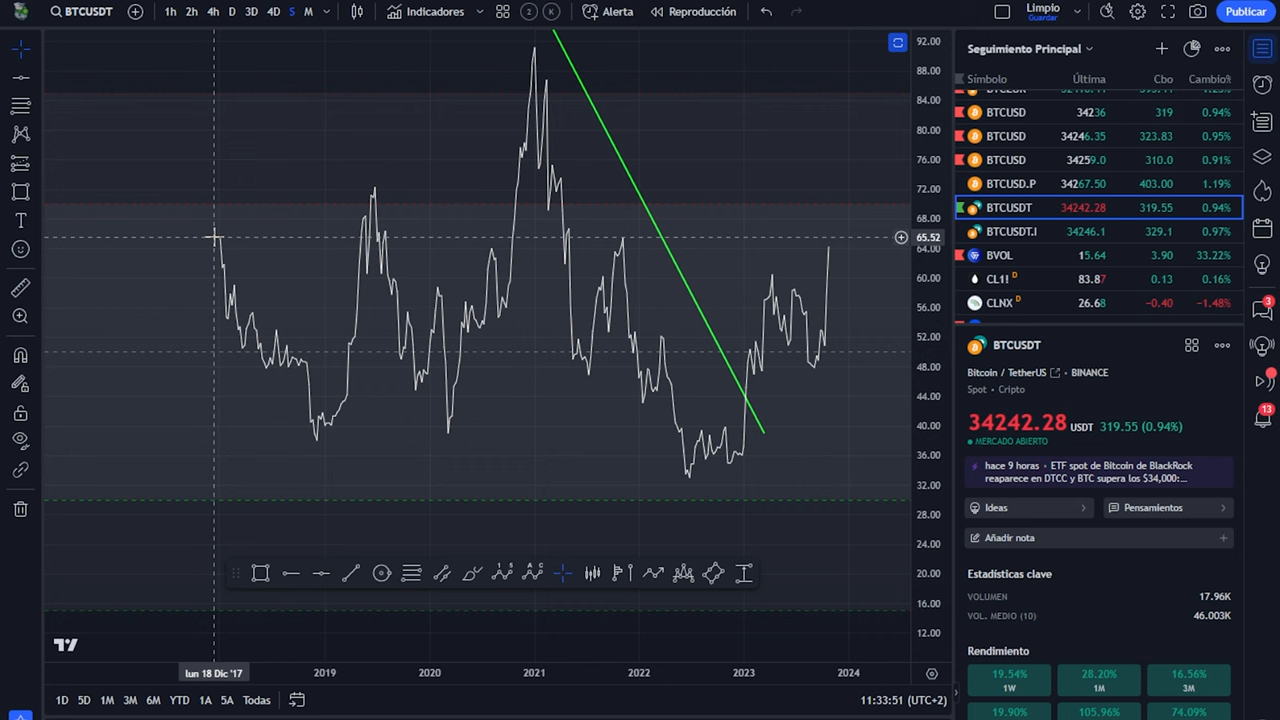 BTCUSDT
1h 2h 4h D 3D 4D S M
Indicadores
2 K
Alerta
Reproducción
Limpio
Guardar
Publicar
92.00
88.00
84.00
80.00
76.00
72.00
68.00
65.52
64.00
60.00
56.00
52.00
48.00
44.00
40.00
36.00
32.00
28.00
24.00
20.00
16.00
12.00
lun 18 Dic '17
2019 2020 2021 2022 2023 2024
1D 5D 1M 3M 6M YTD 1A 5A Todas
11:33:51 (UTC+2)
Seguimiento Principal
Símbolo Última Cbo Cambio%
BTCUSD 34236 319 0.94%
BTCUSD 34246.35 323.83 0.95%
BTCUSD 34259.0 310.0 0.91%
BTCUSD.P 34267.50 403.00 1.19%
BTCUSDT 34242.28 319.55 0.94%
BTCUSDT.I 34246.1 329.1 0.97%
BVOL 15.64 3.90 33.22%
CL1! D 83.87 0.13 0.16%
CLNX D 26.68 −0.40 −1.48%
BTCUSDT
Bitcoin / TetherUS • BINANCE
Spot • Cripto
34242.28 USDT 319.55 (0.94%)
MERCADO ABIERTO
hace 9 horas • ETF spot de Bitcoin de BlackRock
reaparece en DTCC y BTC supera los $34,000:...
Ideas
Pensamientos
Añadir nota
Estadísticas clave
VOLUMEN 17.96K
VOL. MEDIO (10) 46.003K
Rendimiento
19.54% 28.20% 16.56%
1W 1M 3M
19.90% 105.96% 74.09%
3
13